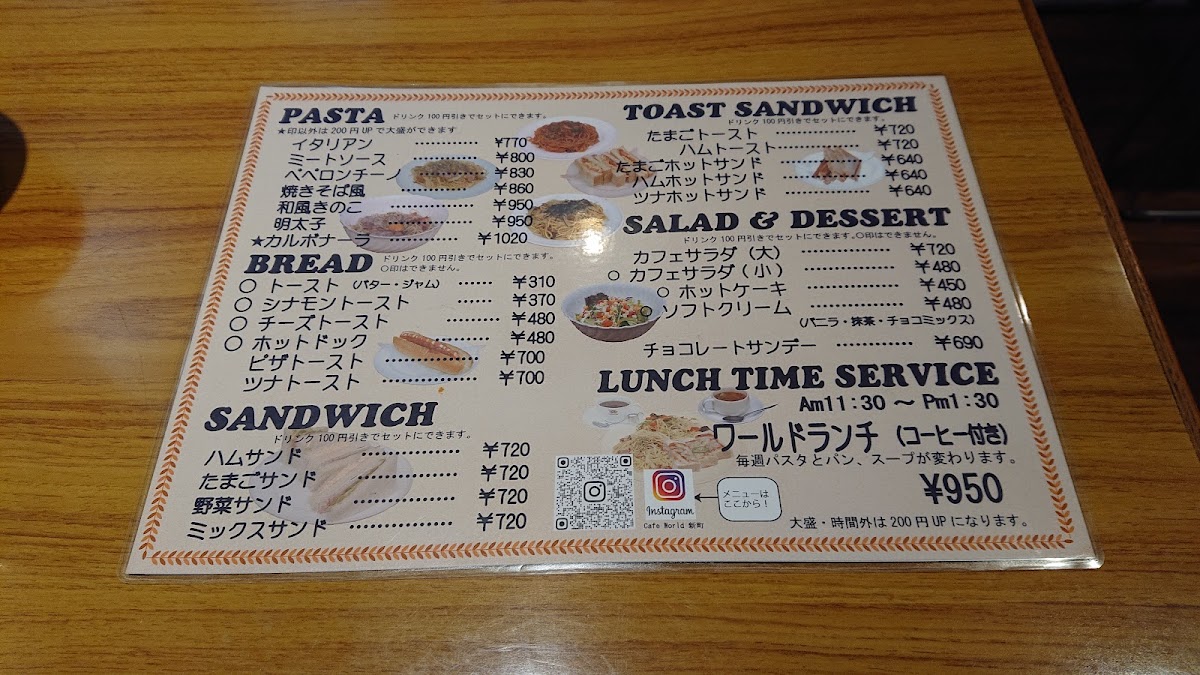 PASTA ドリンク100円引きでセットにできます。
★印以外は200円UPで大盛ができます
イタリアン ¥770
ミートソース ¥800
ペペロンチーノ ¥830
焼きそば風 ¥860
和風きのこ ¥950
明太子 ¥950
★カルボナーラ ¥1020
BREAD ドリンク100円引きでセットにできます。
○印はできません。
○ トースト (バター・ジャム) ¥310
○ シナモントースト ¥370
○ チーズトースト ¥480
○ ホットドック ¥480
ピザトースト ¥700
ツナトースト ¥700
SANDWICH
ドリンク100円引きでセットにできます。
ハムサンド ¥720
たまごサンド ¥720
野菜サンド ¥720
ミックスサンド ¥720
TOAST SANDWICH
ドリンク100円引きでセットにできます。
たまごトースト ¥720
ハムトースト ¥720
たまごホットサンド ¥640
ハムホットサンド ¥640
ツナホットサンド ¥640
SALAD & DESSERT
ドリンク100円引きでセットにできます。○印はできません。
カフェサラダ (大) ¥720
○ カフェサラダ (小) ¥480
○ ホットケーキ ¥450
○ ソフトクリーム ¥480
(バニラ・抹茶・チョコミックス)
チョコレートサンデー ¥690
LUNCH TIME SERVICE
Am11:30 ～ Pm1:30
ワールドランチ (コーヒー付き)
毎週パスタとパン、スープが変わります。
¥950
大盛・時間外は200円UPになります。
Instagram
Cafe World 新町
メニューは
ここから！